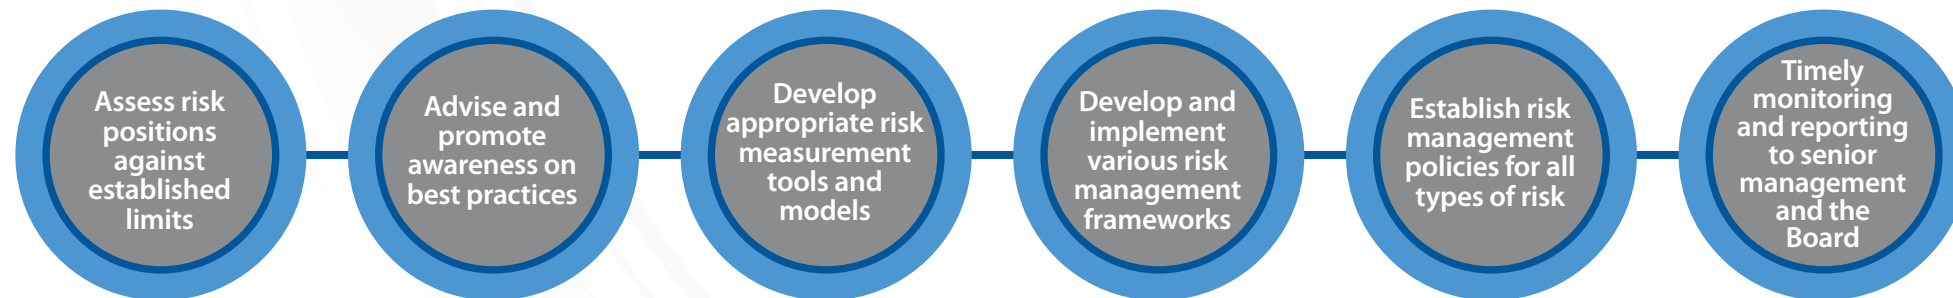 Assess risk
positions
against
established
limits
Advise and
promote
awareness on
best practices
Develop
appropriate risk
measurement
tools and
models
Develop and
implement
various risk
management
frameworks
Establish risk
management
policies for all
types of risk
Timely
monitoring
and reporting
to senior
management
and the
Board